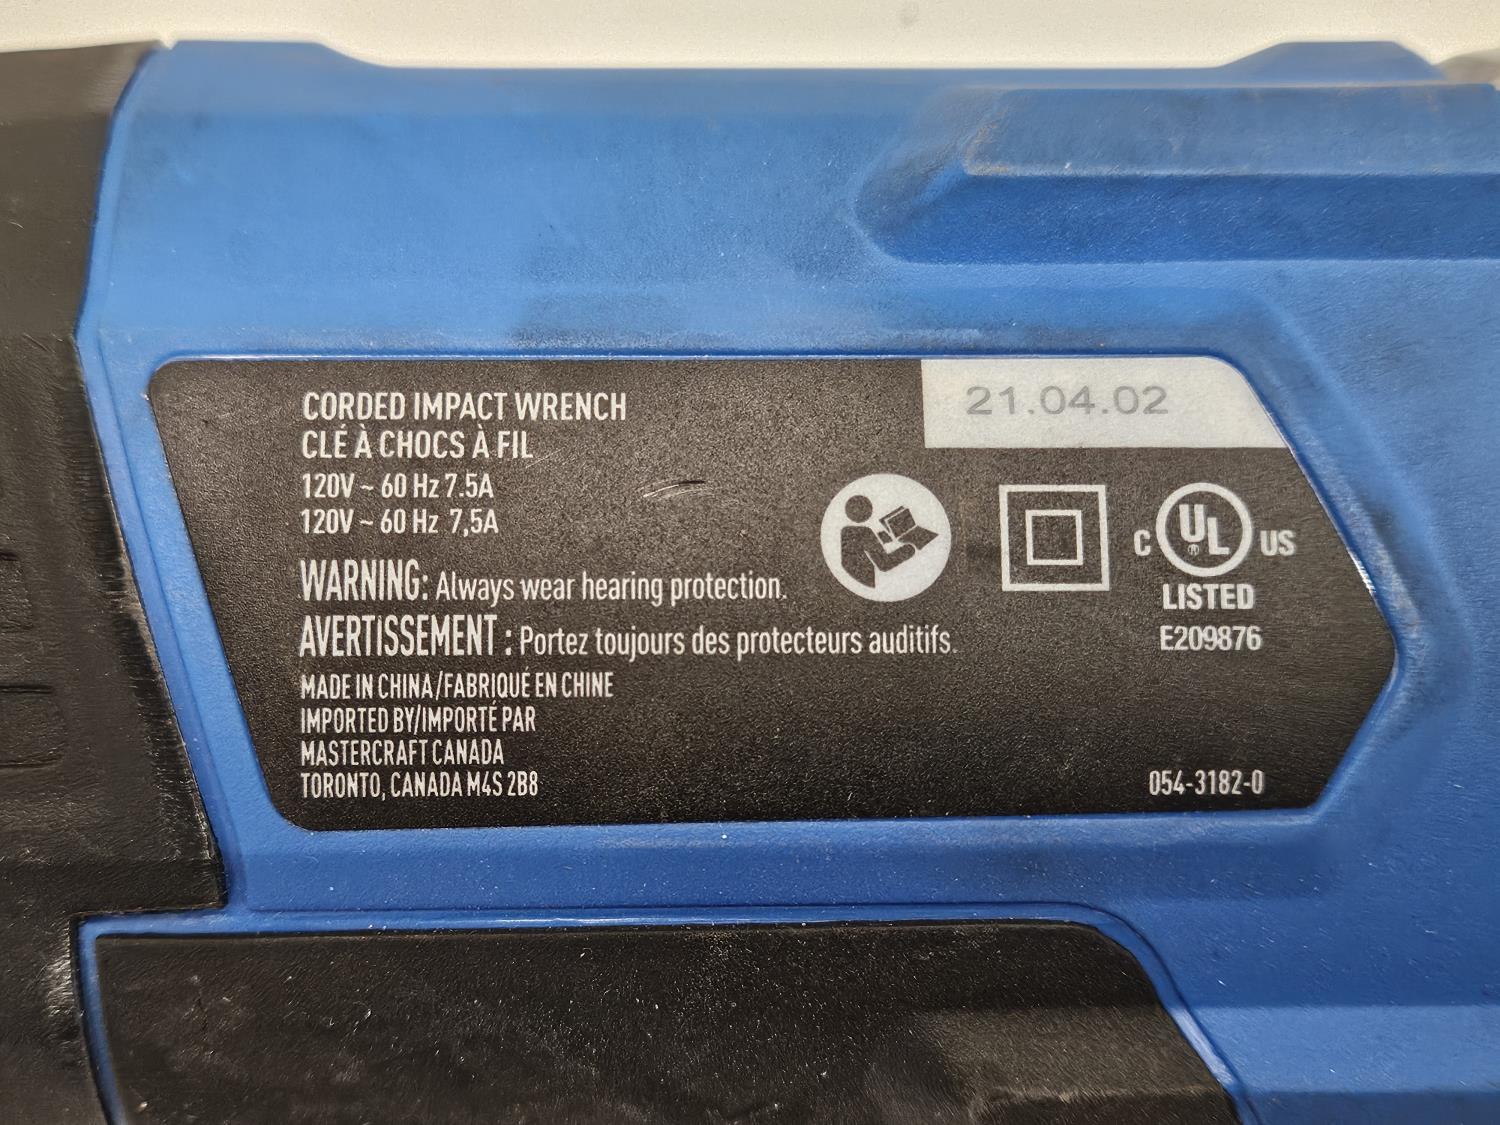 CORDED IMPACT WRENCH
CLÉ À CHOCS À FIL
120V ~ 60 Hz 7.5A
120V ~ 60 Hz 7,5A
WARNING: Always wear hearing protection.
AVERTISSEMENT : Portez toujours des protecteurs auditifs.
MADE IN CHINA/FABRIQUÉ EN CHINE
IMPORTED BY/IMPORTÉ PAR
MASTERCRAFT CANADA
TORONTO, CANADA M4S 2B8
21.04.02
C UL® US
LISTED
E209876
054-3182-0